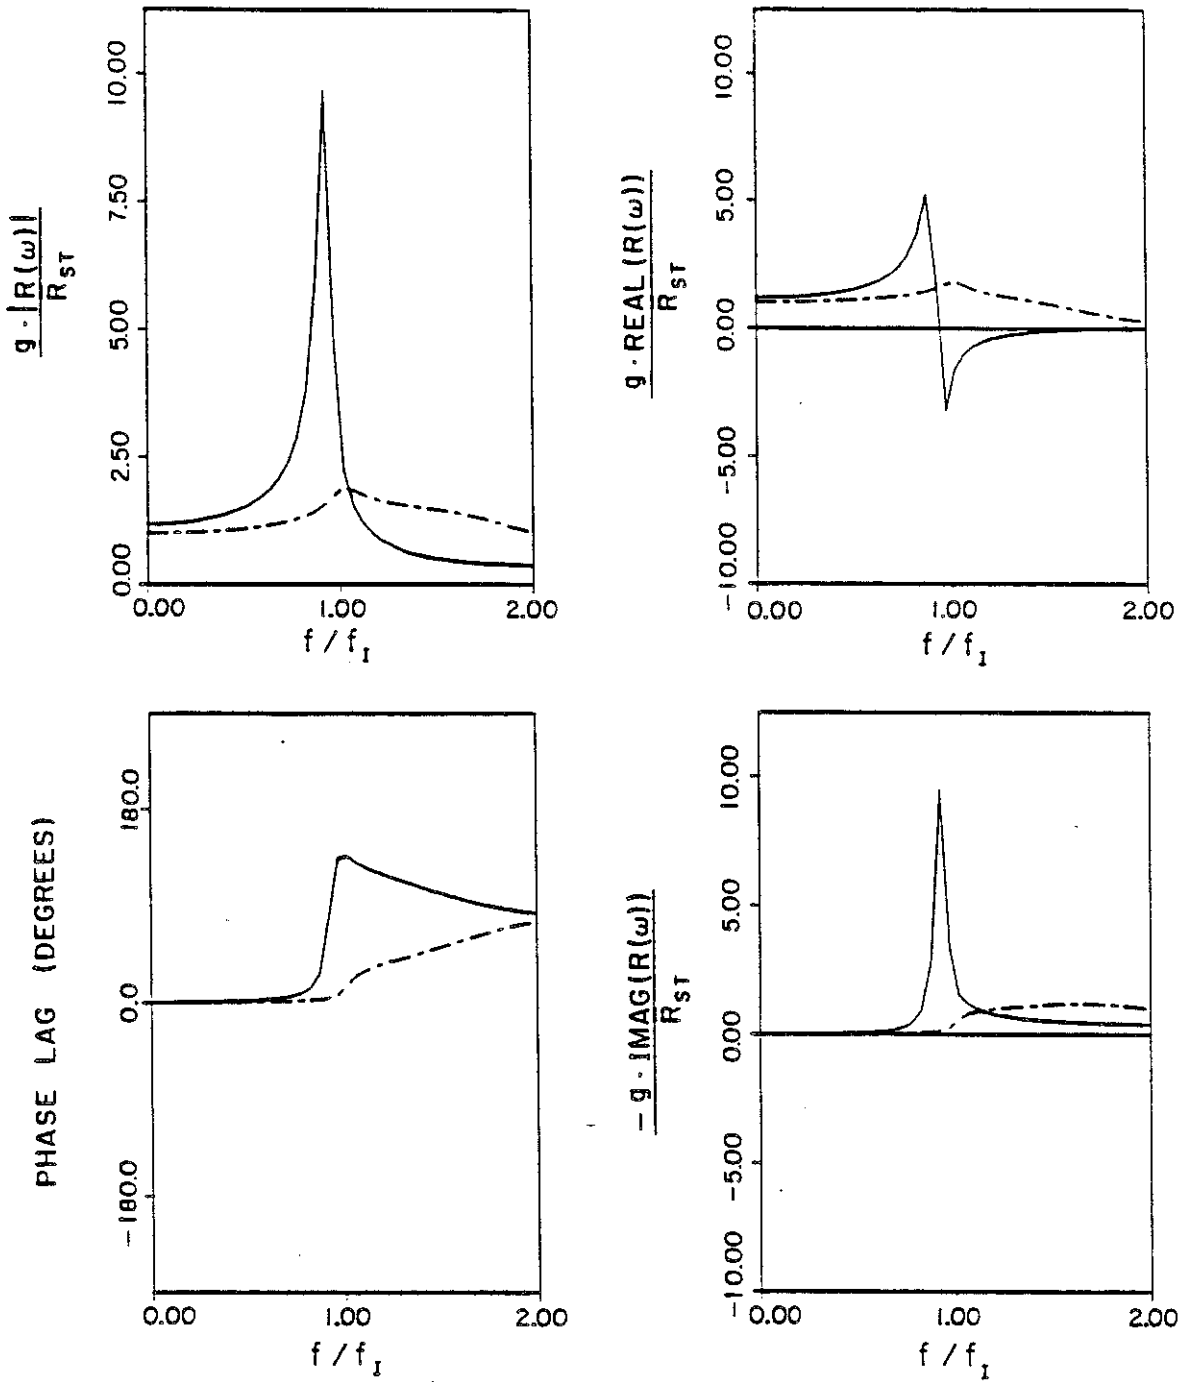 g · |R(ω)|
R_ST
10.00
7.50
5.00
2.50
0.00
0.00 1.00 2.00
f / f_I
g · REAL(R(ω))
R_ST
10.00
5.00
0.00
-5.00
-10.00
0.00 1.00 2.00
f / f_I
PHASE LAG (DEGREES)
180.0
0.0
-180.0
0.00 1.00 2.00
f / f_I
- g · IMAG(R(ω))
R_ST
10.00
5.00
0.00
-5.00
-10.00
0.00 1.00 2.00
f / f_I